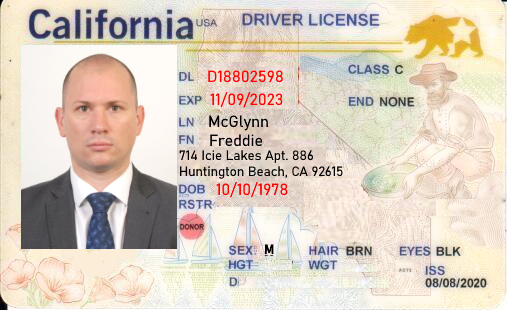 California USA DRIVER LICENSE
DL D18802598 CLASS C
EXP 11/09/2023 END NONE
LN McGlynn
FN Freddie
714 Icie Lakes Apt. 886
Huntington Beach, CA 92615
DOB 10/10/1978
RSTR
DONOR
SEX M HAIR BRN EYES BLK
HGT WGT
D ISS
08/08/2020